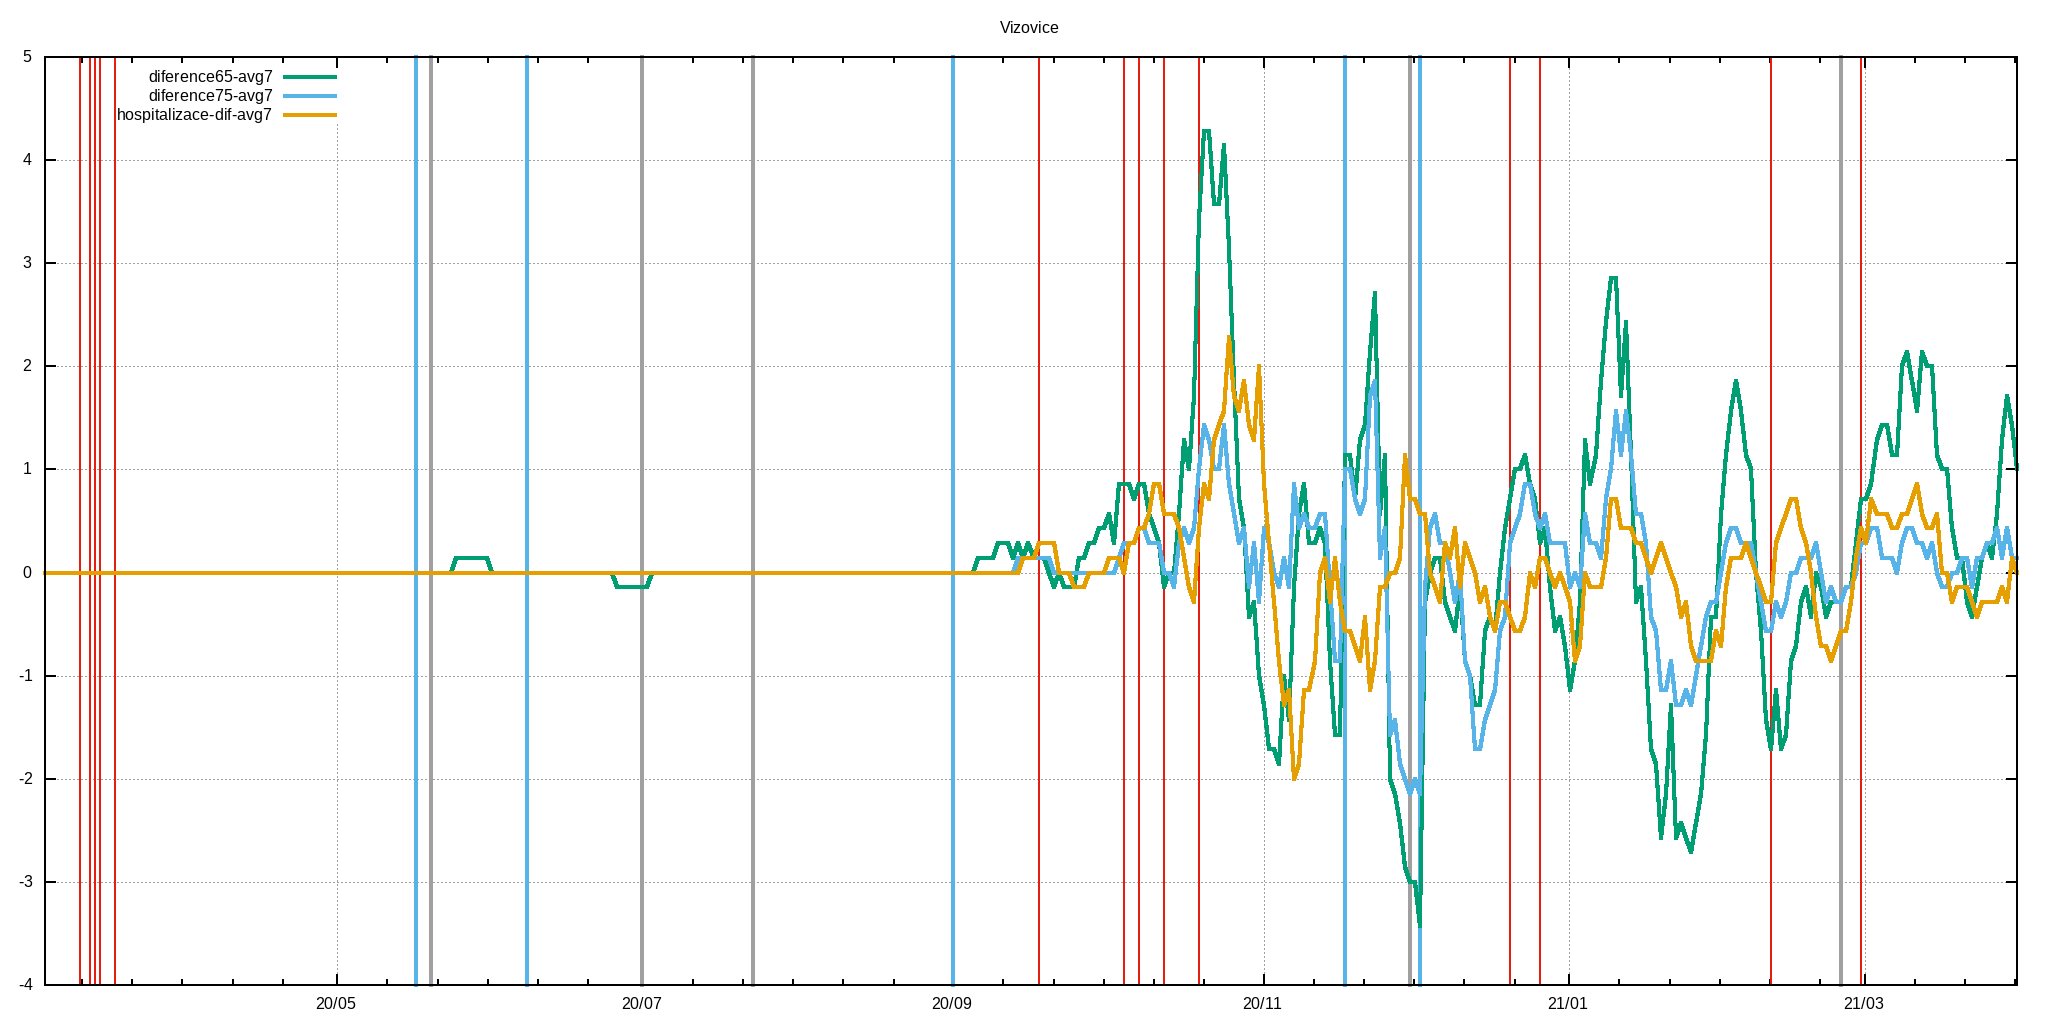 Vizovice
5
diference65-avg7
diference75-avg7
hospitalizace-dif-avg7
4
3
2
1
0
-1
-2
-3
-4
20/05 20/07 20/09 20/11 21/01 21/03